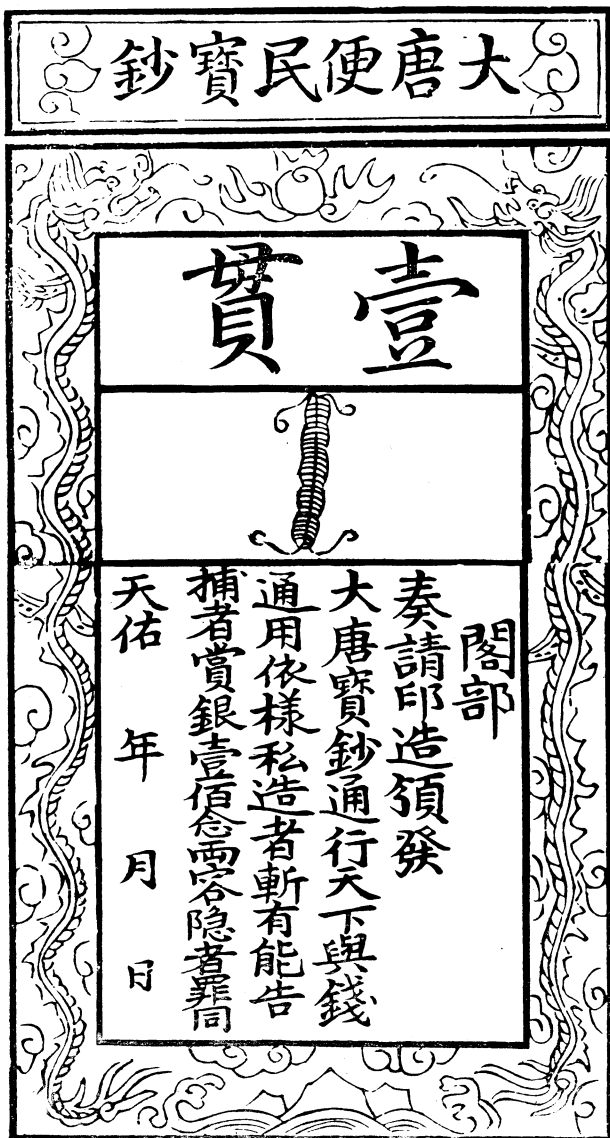 大唐便民寶鈔
壹貫
閣部
奏請印造頒發
大唐寶鈔通行天下與錢
通用依樣私造者斬有能告
捕者賞銀壹佰念兩容隐者罪同
天佑 年 月 日